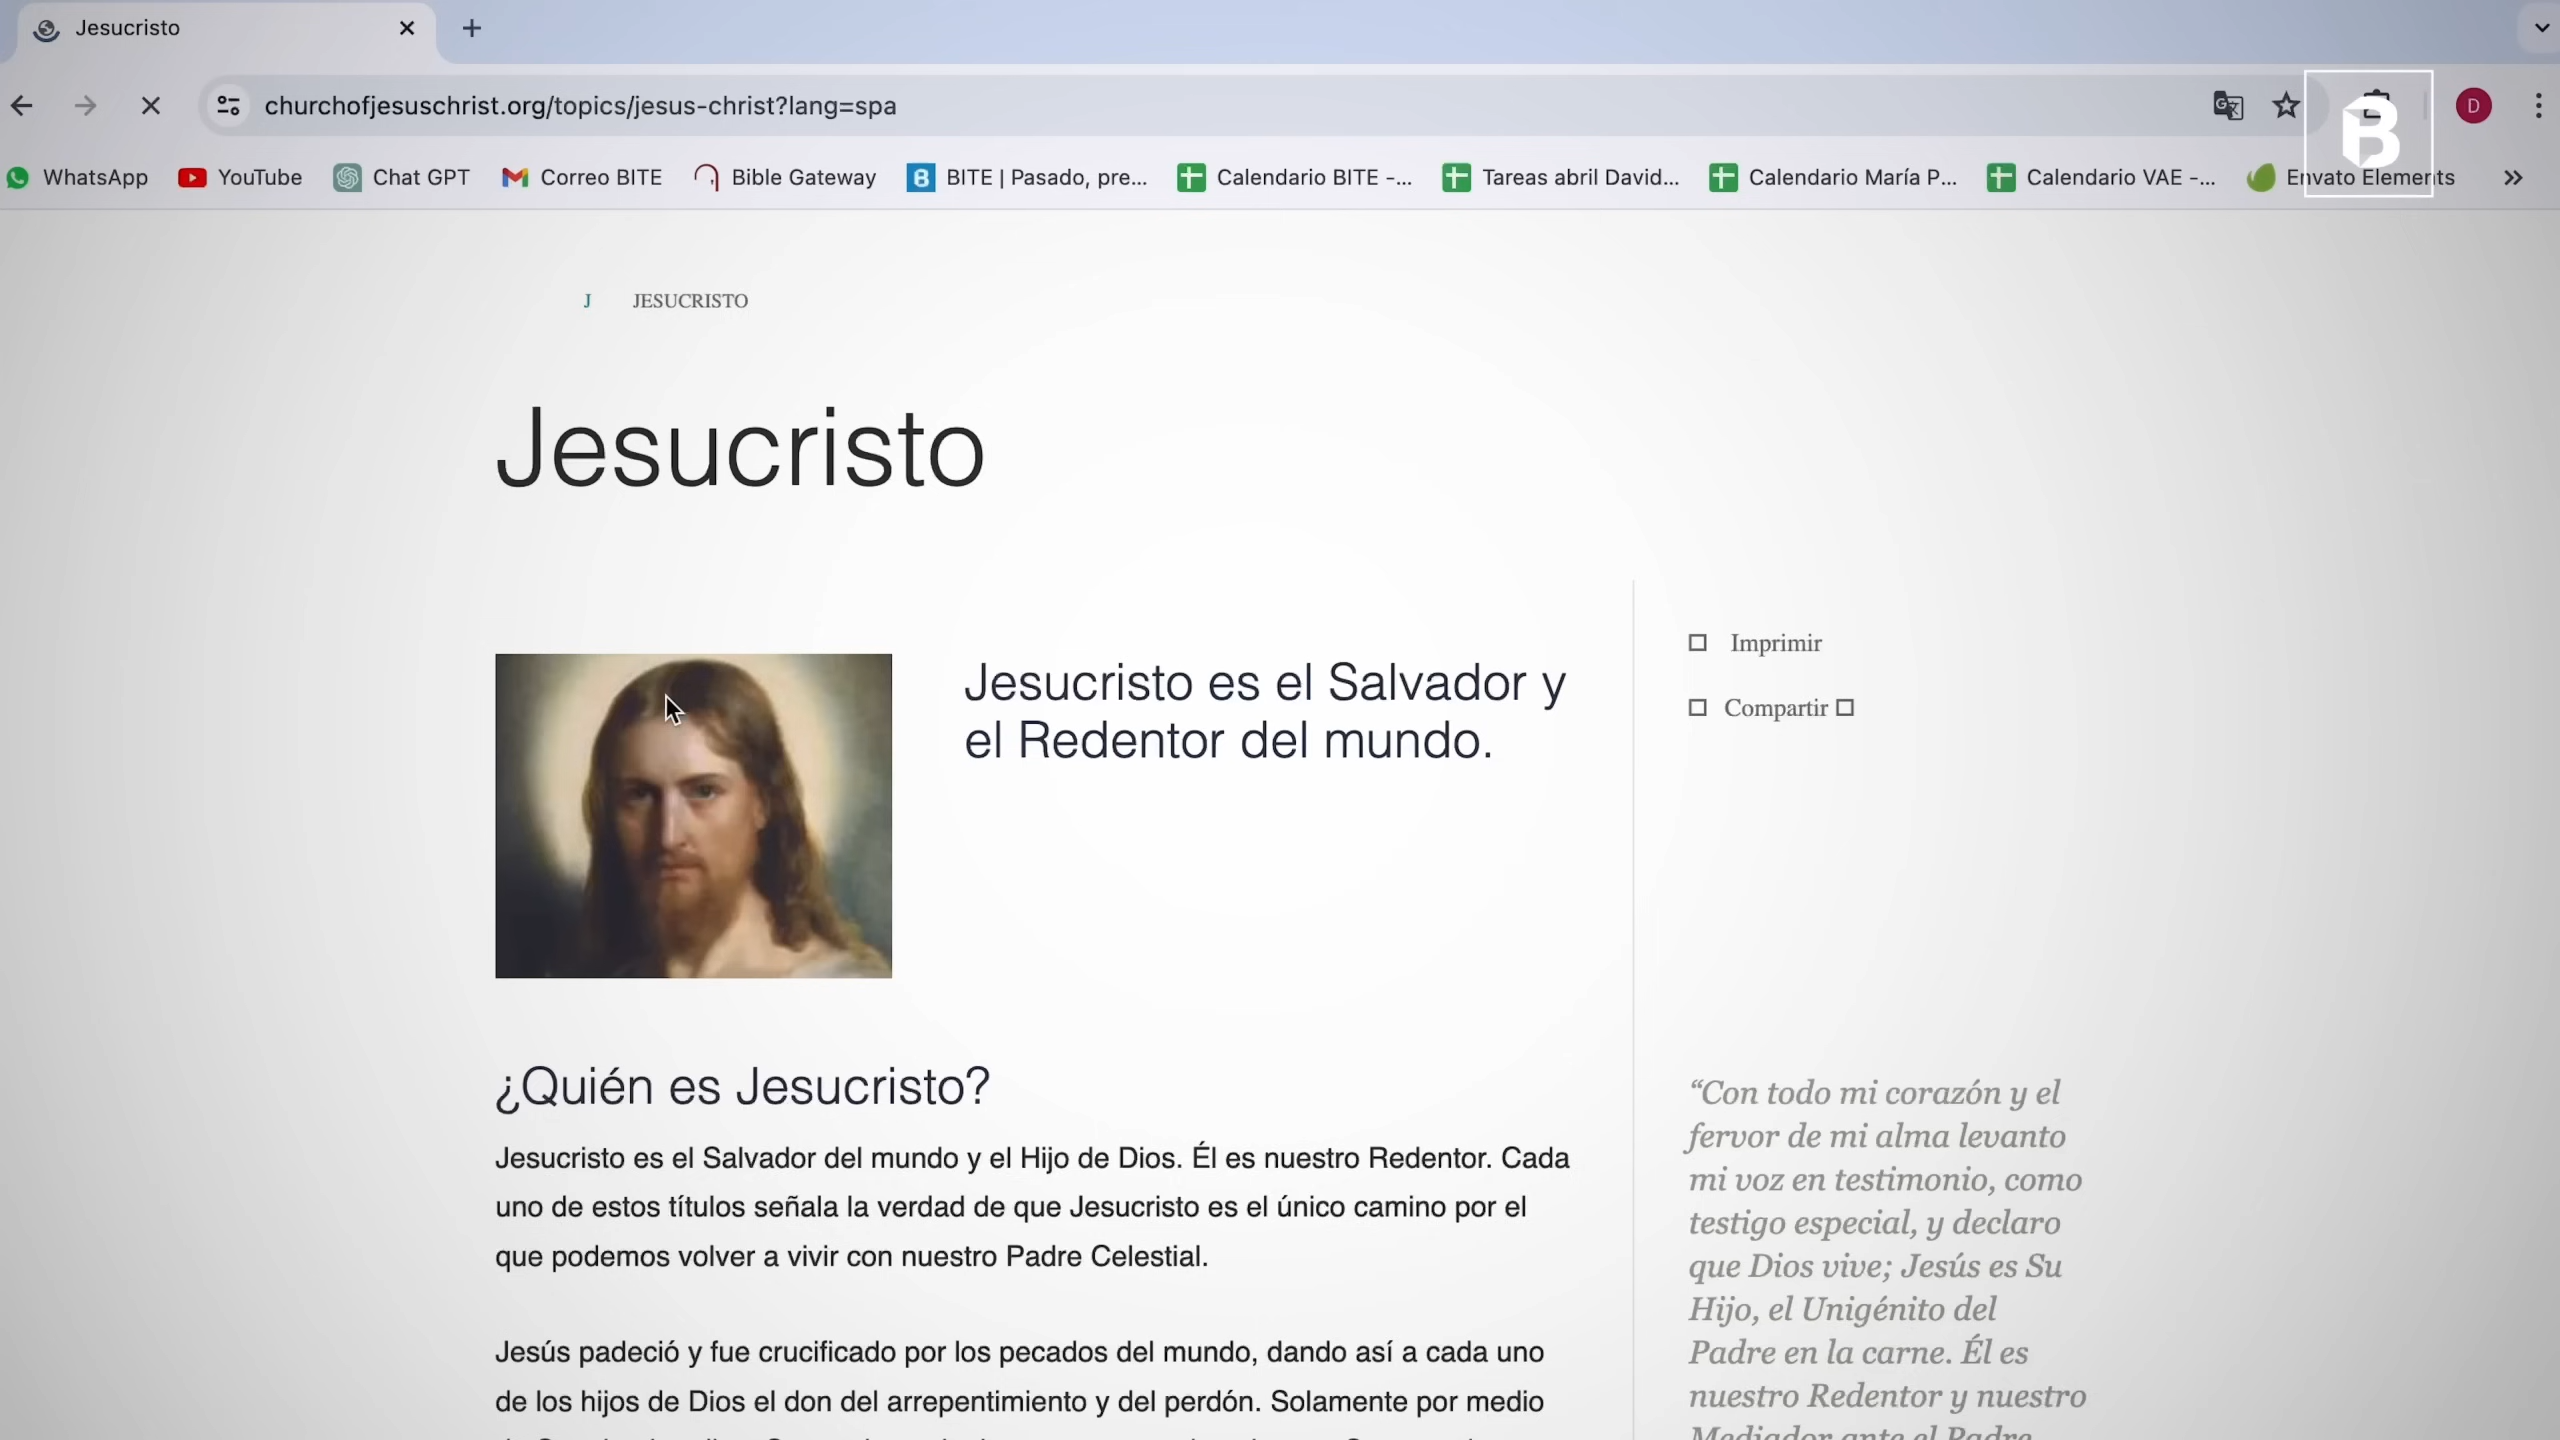 Jesucristo
churchofjesuschrist.org/topics/jesus-christ?lang=spa
D
B
WhatsApp YouTube Chat GPT Correo BITE Bible Gateway BITE | Pasado, pre... Calendario BITE -... Tareas abril David... Calendario María P... Calendario VAE -... Envato Elements
J JESUCRISTO
Jesucristo
Jesucristo es el Salvador y
el Redentor del mundo.
Imprimir
Compartir
¿Quién es Jesucristo?
Jesucristo es el Salvador del mundo y el Hijo de Dios. Él es nuestro Redentor. Cada
uno de estos títulos señala la verdad de que Jesucristo es el único camino por el
que podemos volver a vivir con nuestro Padre Celestial.
Jesús padeció y fue crucificado por los pecados del mundo, dando así a cada uno
de los hijos de Dios el don del arrepentimiento y del perdón. Solamente por medio
“Con todo mi corazón y el
fervor de mi alma levanto
mi voz en testimonio, como
testigo especial, y declaro
que Dios vive; Jesús es Su
Hijo, el Unigénito del
Padre en la carne. Él es
nuestro Redentor y nuestro
Mediador ante el Padre